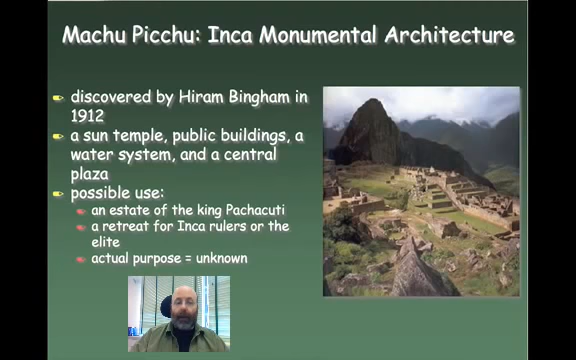 Machu Picchu: Inca Monumental Architecture
discovered by Hiram Bingham in
1912
a sun temple, public buildings, a
water system, and a central
plaza
possible use:
an estate of the king Pachacuti
a retreat for Inca rulers or the
elite
actual purpose = unknown